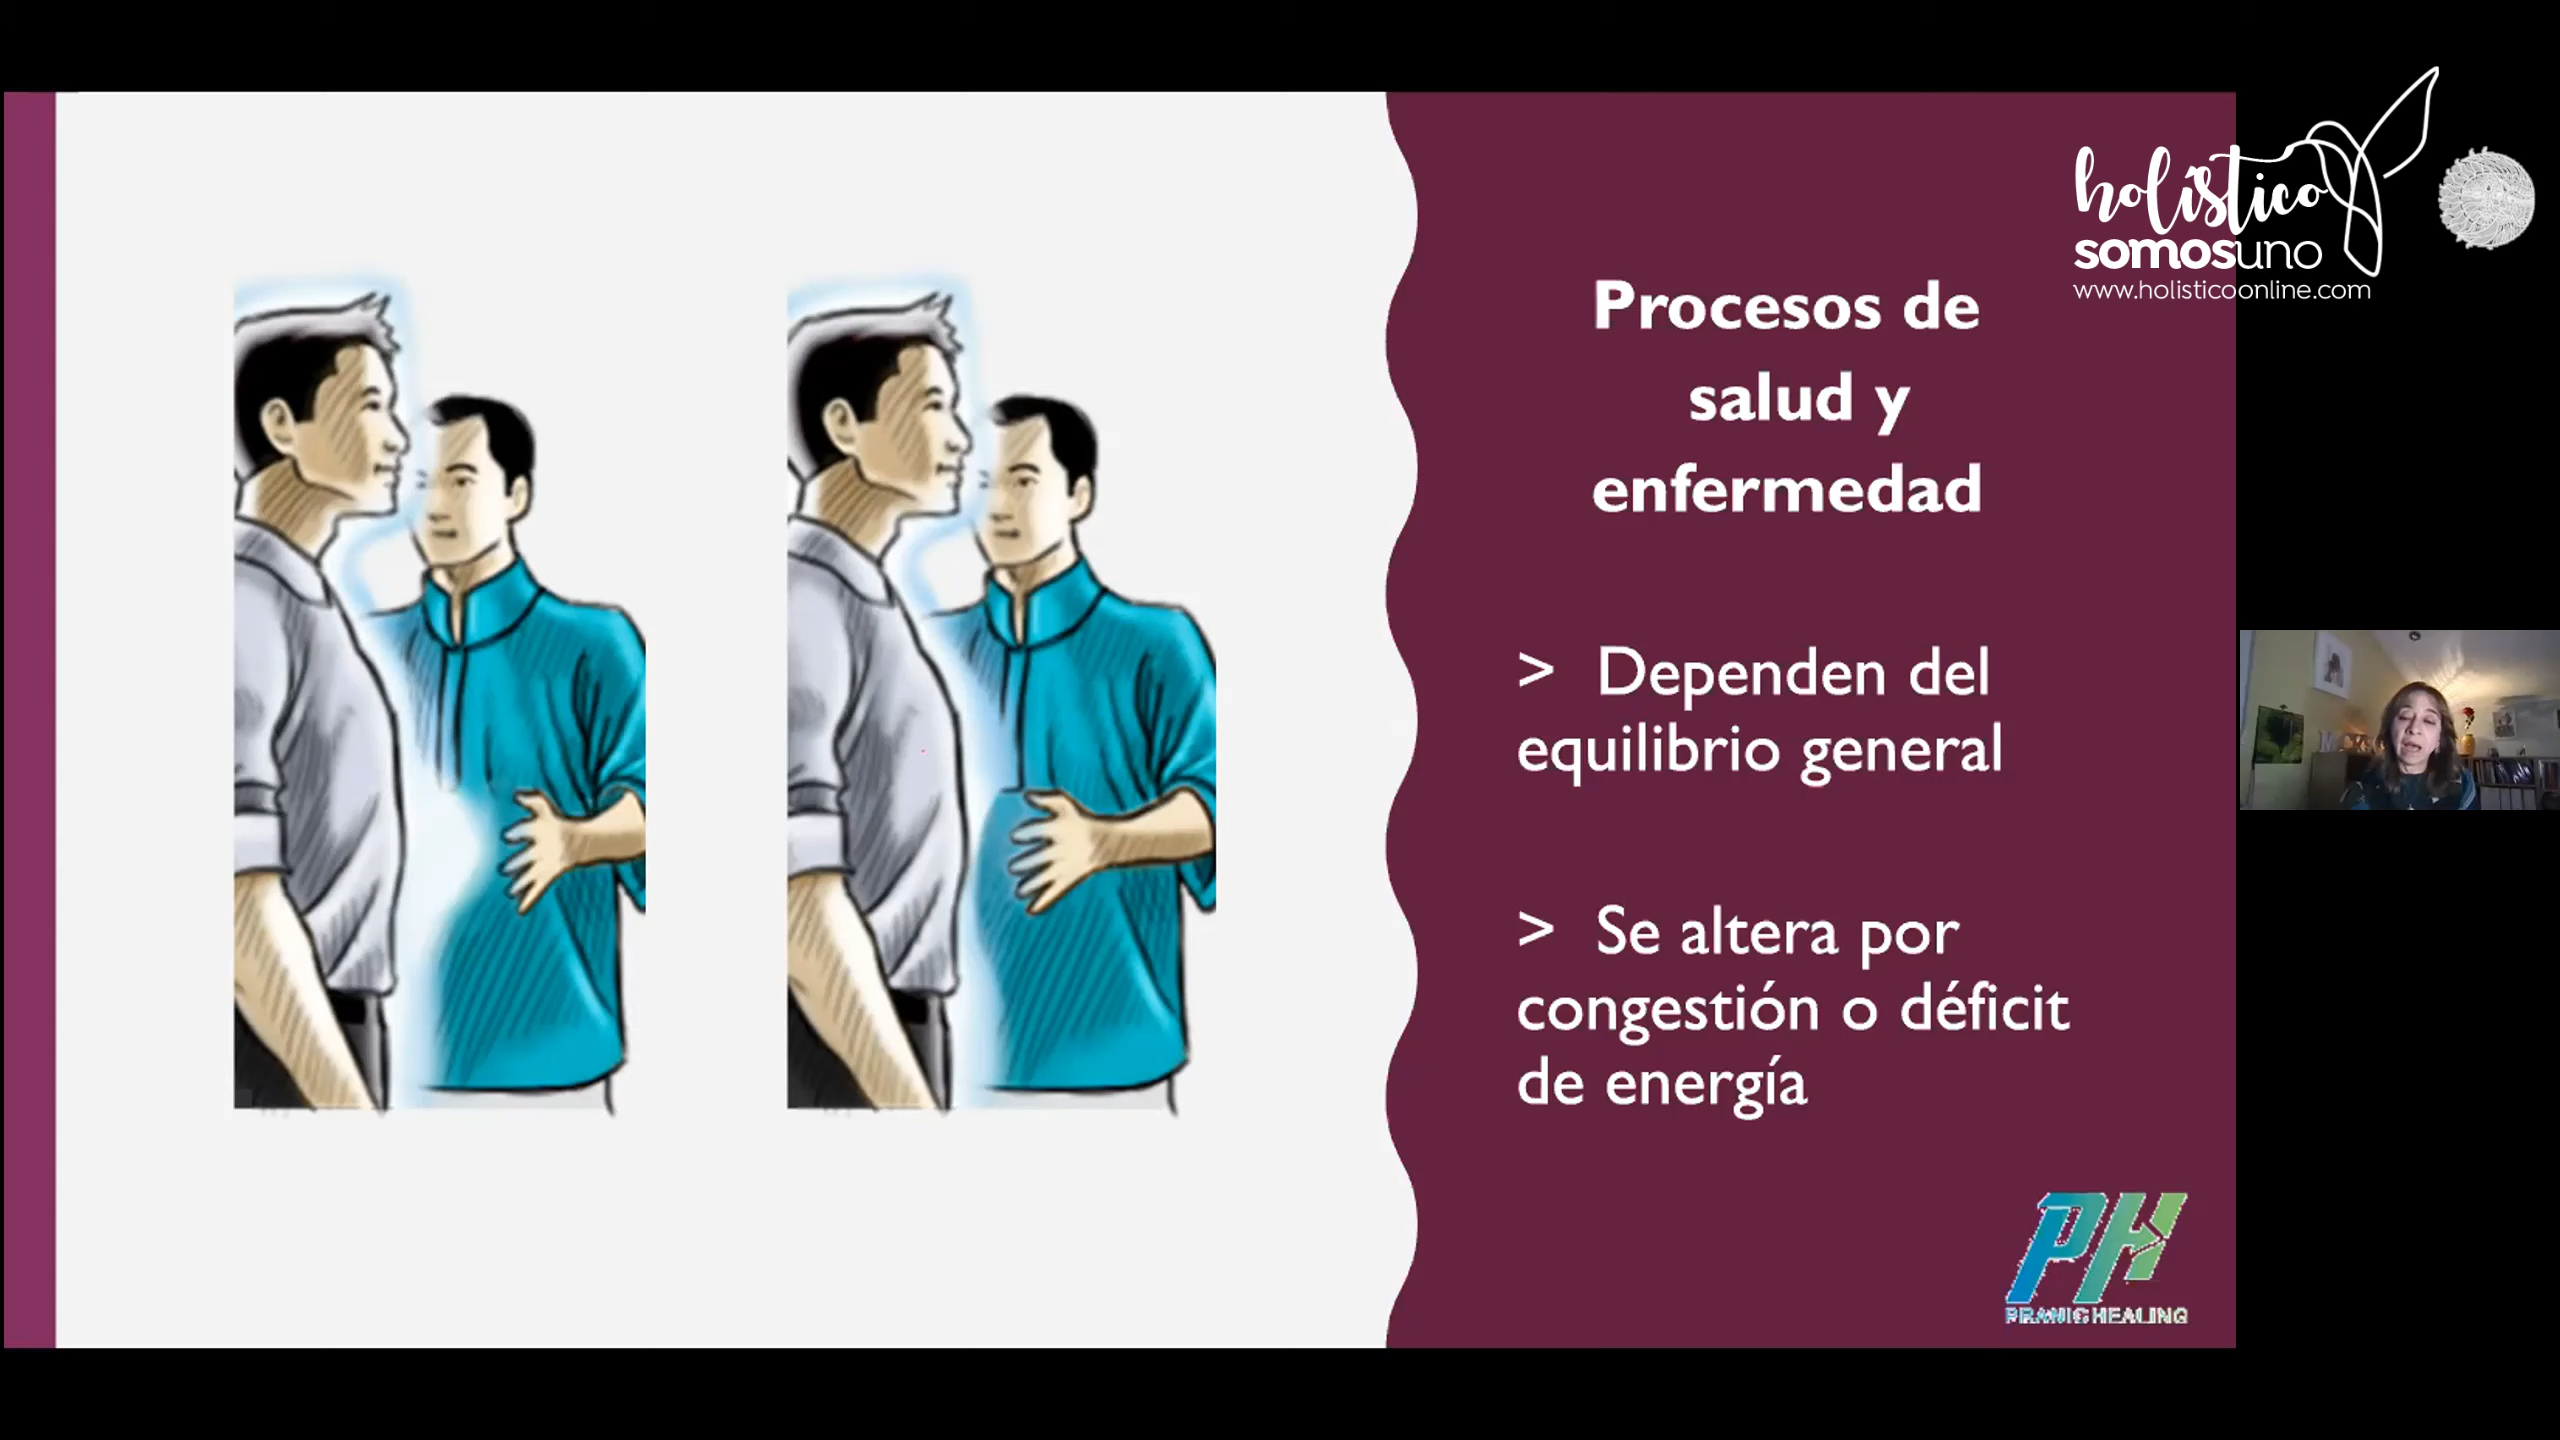 holístico
somosuno
www.holisticoonline.com
Procesos de
salud y
enfermedad
> Dependen del
equilibrio general
> Se altera por
congestión o déficit
de energía
PH
PRANIC HEALING